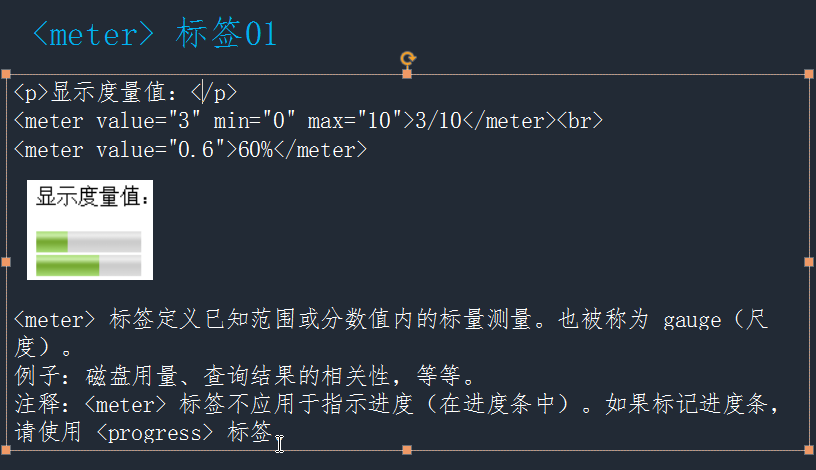 <meter> 标签01
<p>显示度量值：</p>
<meter value="3" min="0" max="10">3/10</meter><br>
<meter value="0.6">60%</meter>
显示度量值：
<meter> 标签定义已知范围或分数值内的标量测量。也被称为 gauge（尺
度）。
例子：磁盘用量、查询结果的相关性，等等。
注释：<meter> 标签不应用于指示进度（在进度条中）。如果标记进度条，
请使用 <progress> 标签。